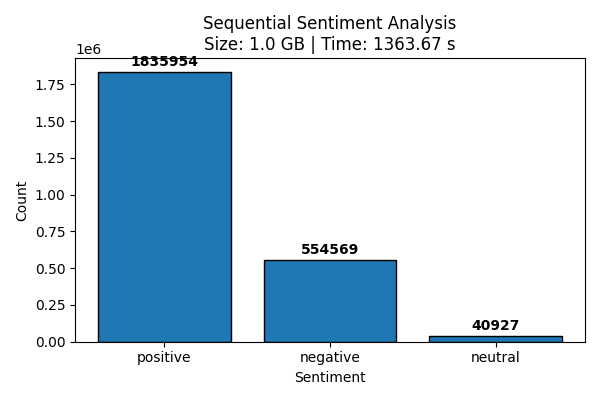 Sequential Sentiment Analysis
Size: 1.0 GB | Time: 1363.67 s
1e6
1835954
1.75
1.50
1.25
1.00
0.75
0.50
0.25
0.00
Count
554569
40927
positive
negative
neutral
Sentiment